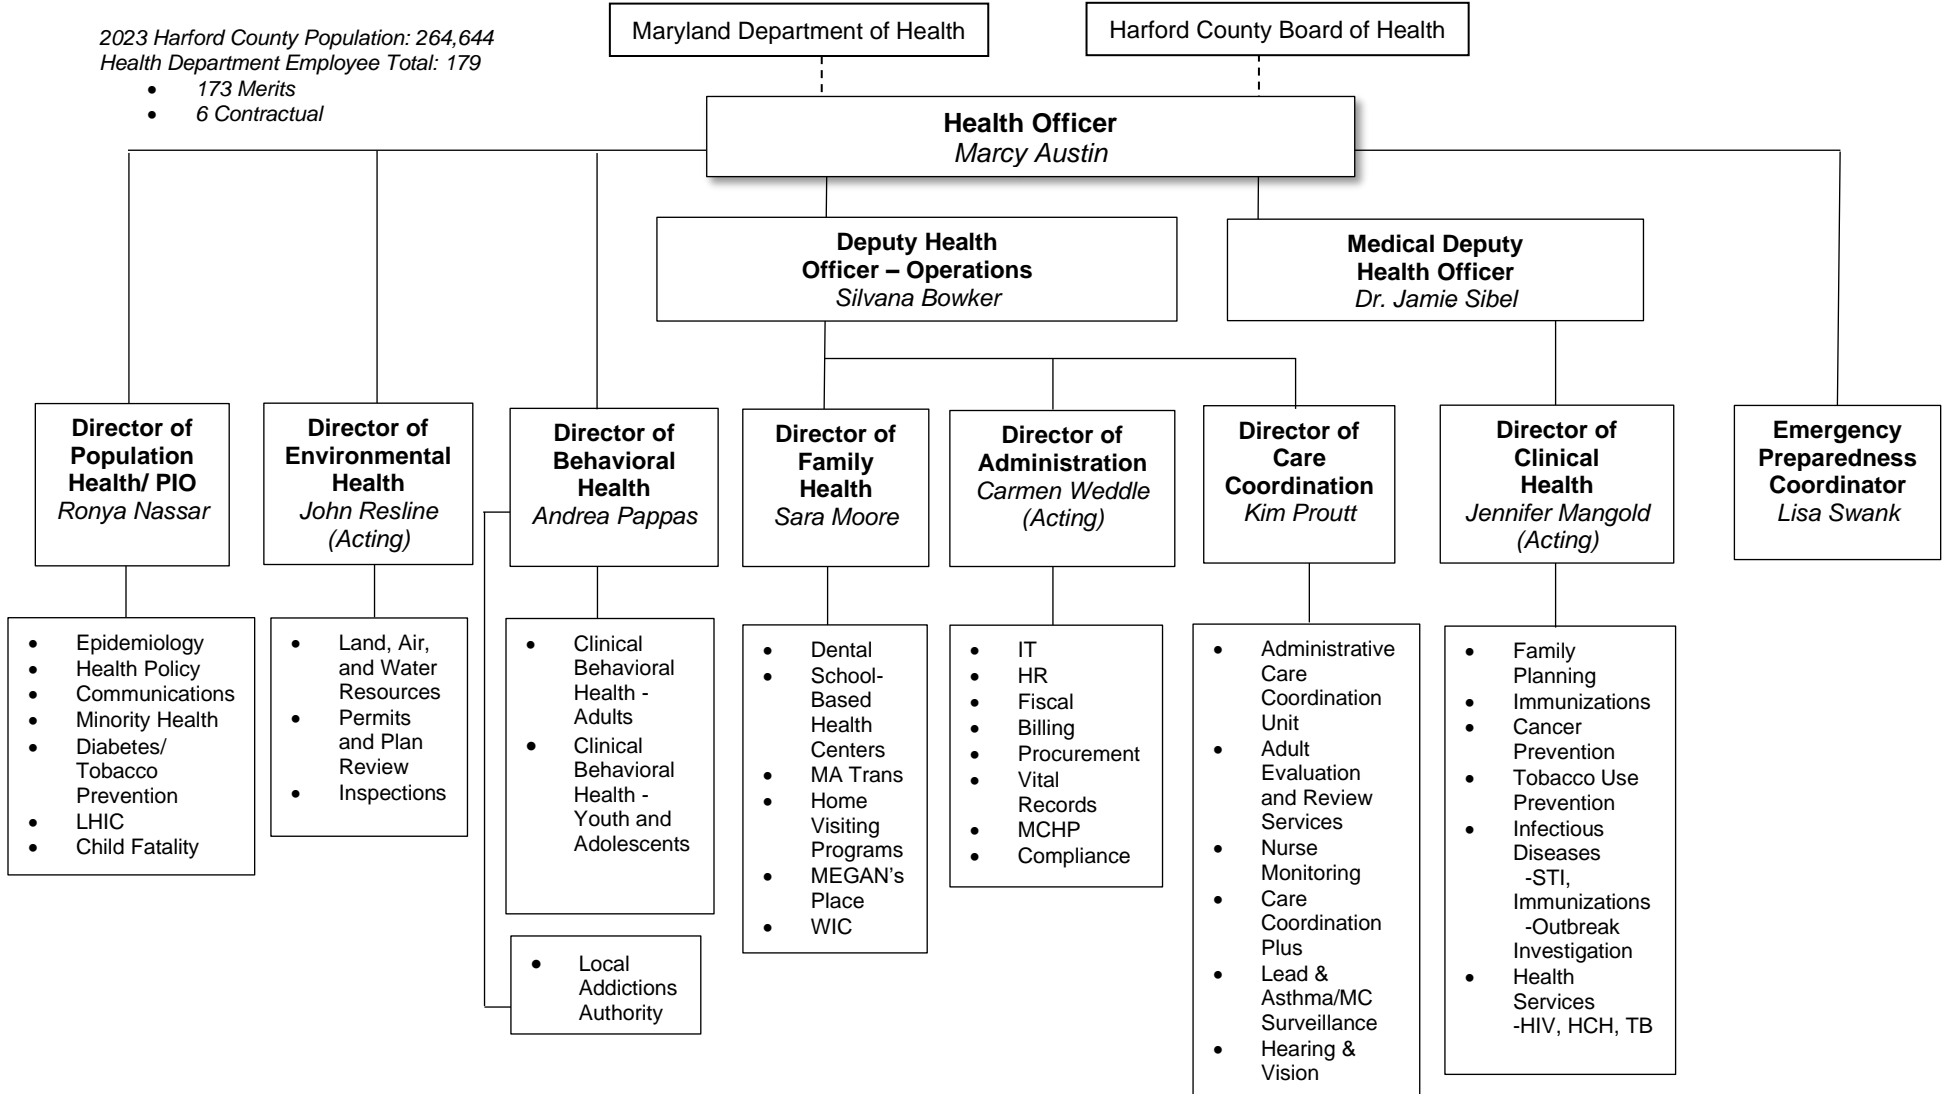 2023 Harford County Population: 264,644
Health Department Employee Total: 179
• 173 Merits
• 6 Contractual
Maryland Department of Health
Harford County Board of Health
Health Officer
Marcy Austin
Deputy Health
Officer – Operations
Silvana Bowker
Medical Deputy
Health Officer
Dr. Jamie Sibel
Director of
Population
Health/ PIO
Ronya Nassar
Director of
Environmental
Health
John Resline
(Acting)
Director of
Behavioral
Health
Andrea Pappas
Director of
Family
Health
Sara Moore
Director of
Administration
Carmen Weddle
(Acting)
Director of
Care
Coordination
Kim Proutt
Director of
Clinical
Health
Jennifer Mangold
(Acting)
Emergency
Preparedness
Coordinator
Lisa Swank
• Epidemiology
• Health Policy
• Communications
• Minority Health
• Diabetes/
Tobacco
Prevention
• LHIC
• Child Fatality
• Land, Air,
and Water
Resources
• Permits
and Plan
Review
• Inspections
• Clinical
Behavioral
Health -
Adults
• Clinical
Behavioral
Health -
Youth and
Adolescents
• Local
Addictions
Authority
• Dental
• School-
Based
Health
Centers
• MA Trans
• Home
Visiting
Programs
• MEGAN's
Place
• WIC
• IT
• HR
• Fiscal
• Billing
• Procurement
• Vital
Records
• MCHP
• Compliance
• Administrative
Care
Coordination
Unit
• Adult
Evaluation
and Review
Services
• Nurse
Monitoring
• Care
Coordination
Plus
• Lead &
Asthma/MC
Surveillance
• Hearing &
Vision
• Family
Planning
• Immunizations
• Cancer
Prevention
• Tobacco Use
Prevention
• Infectious
Diseases
-STI,
Immunizations
-Outbreak
Investigation
• Health
Services
-HIV, HCH, TB